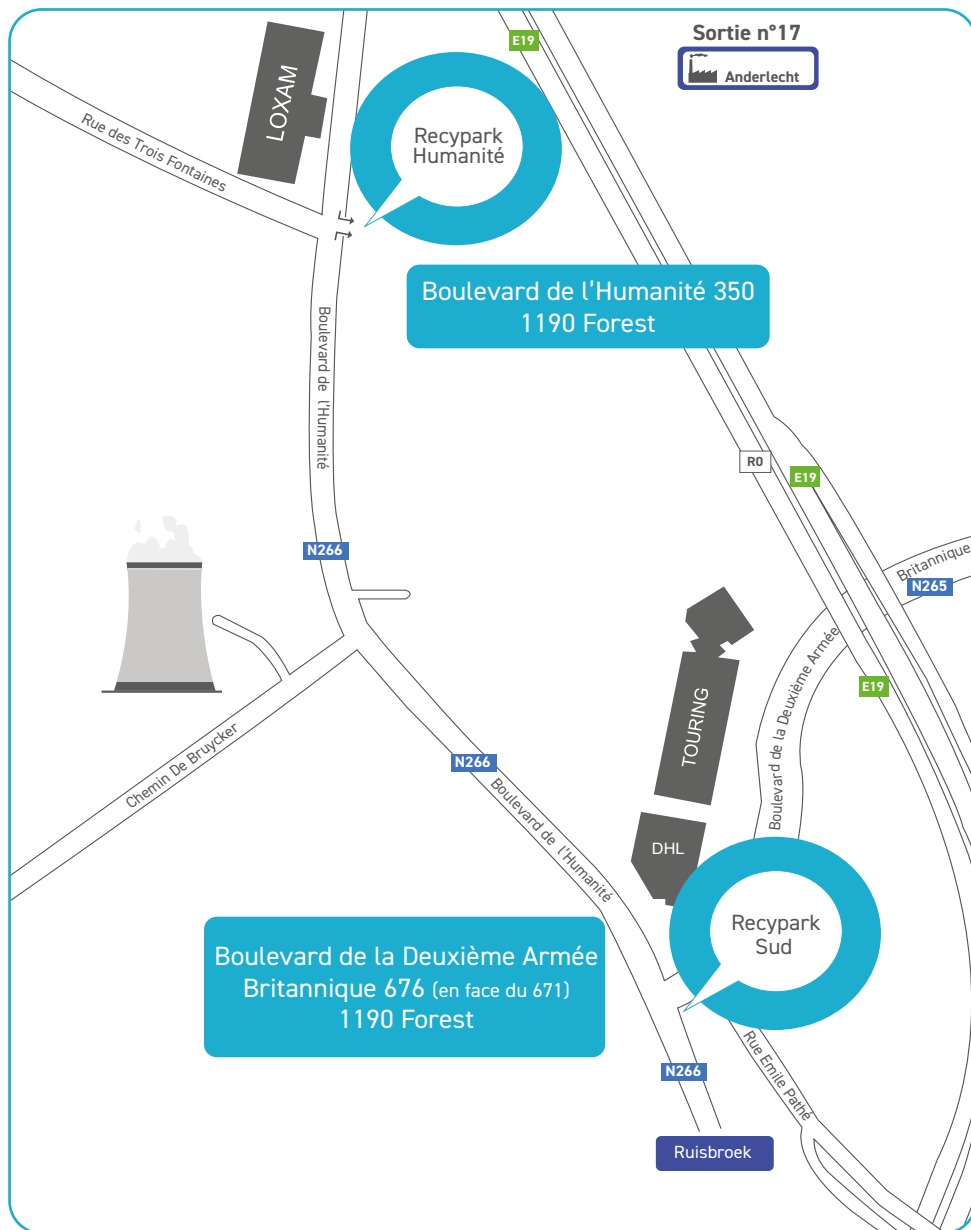 E19
Sortie n°17
Anderlecht
LOXAM
Rue des Trois Fontaines
Recypark
Humanité
Boulevard de l'Humanité 350
1190 Forest
Boulevard de l'Humanité
R0
E19
N266
Britannique
N265
Boulevard de la Deuxième Armée
E19
TOURING
Chemin De Bruycker
N266
Boulevard de l'Humanité
DHL
Recypark
Sud
Boulevard de la Deuxième Armée
Britannique 676 (en face du 671)
1190 Forest
Rue Emile Pathé
N266
Ruisbroek